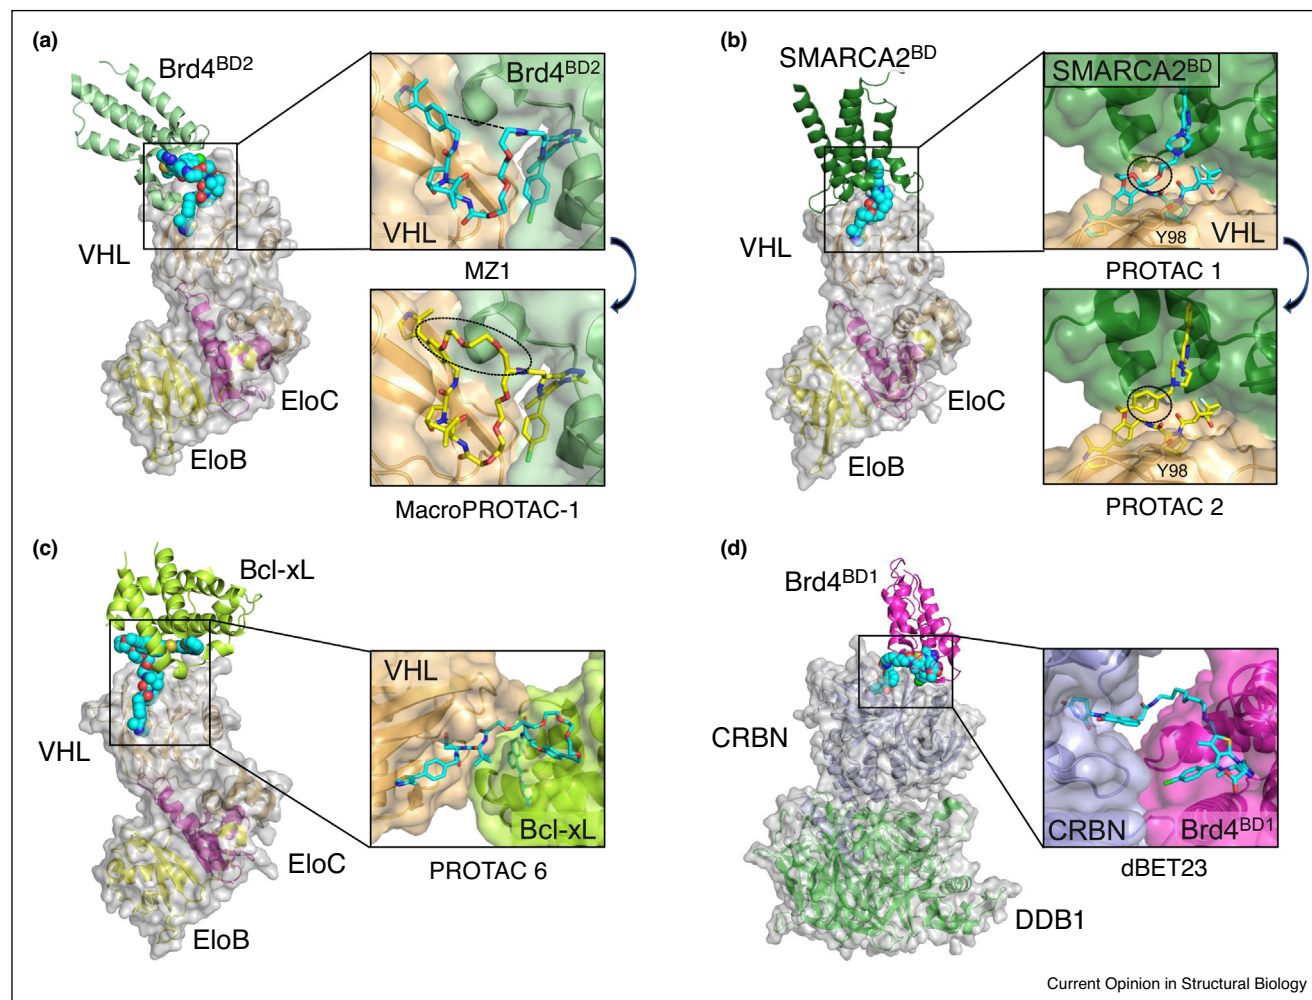 (a)
Brd4BD2
Brd4BD2
VHL
VHL
MZ1
EloC
EloB
MacroPROTAC-1
(b)
SMARCA2BD
SMARCA2BD
VHL
Y98
VHL
PROTAC 1
EloC
EloB
Y98
PROTAC 2
(c)
Bcl-xL
VHL
VHL
Bcl-xL
PROTAC 6
EloC
EloB
(d)
Brd4BD1
CRBN
CRBN
Brd4BD1
dBET23
DDB1
Current Opinion in Structural Biology